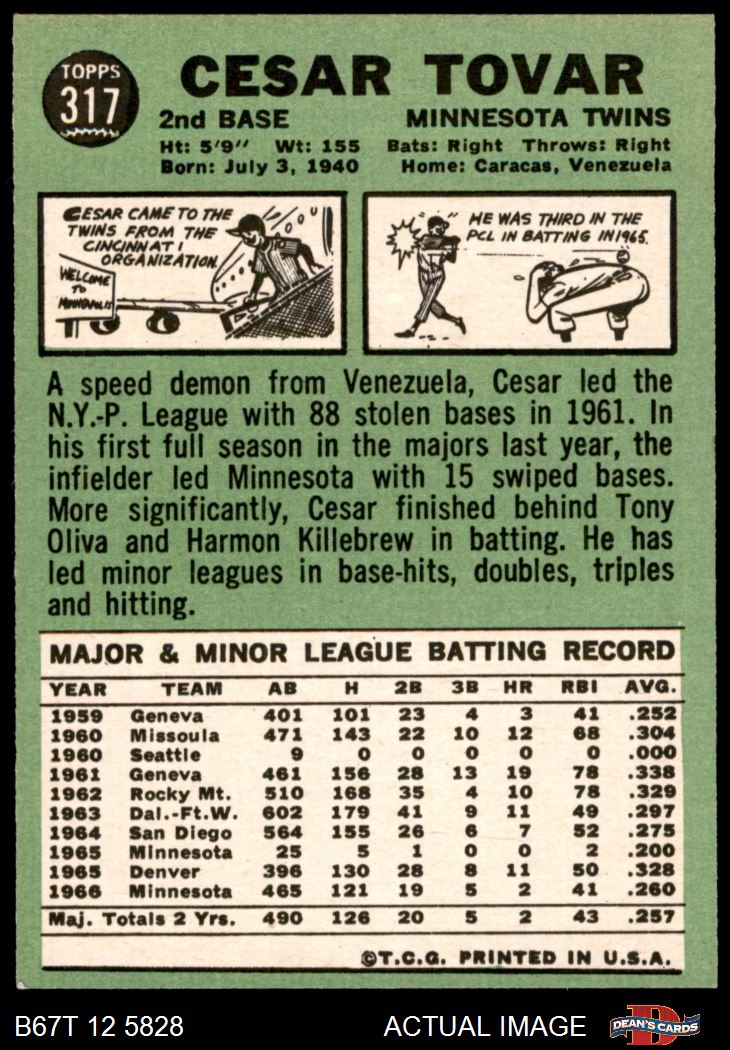 TOPPS
317
CESAR TOVAR
2nd BASE MINNESOTA TWINS
Ht: 5'9" Wt: 155 Bats: Right Throws: Right
Born: July 3, 1940 Home: Caracas, Venezuela
CESAR CAME TO THE
TWINS FROM THE
CINCINNATI
ORGANIZATION.
WELCOME
TO
MINNEAPOLIS
HE WAS THIRD IN THE
PCL IN BATTING IN 1965.
A speed demon from Venezuela, Cesar led the
N.Y.-P. League with 88 stolen bases in 1961. In
his first full season in the majors last year, the
infielder led Minnesota with 15 swiped bases.
More significantly, Cesar finished behind Tony
Oliva and Harmon Killebrew in batting. He has
led minor leagues in base-hits, doubles, triples
and hitting.
MAJOR & MINOR LEAGUE BATTING RECORD
YEAR TEAM AB H 2B 3B HR RBI AVG.
1959 Geneva 401 101 23 4 3 41 .252
1960 Missoula 471 143 22 10 12 68 .304
1960 Seattle 9 0 0 0 0 0 .000
1961 Geneva 461 156 28 13 19 78 .338
1962 Rocky Mt. 510 168 35 4 10 78 .329
1963 Dal.-Ft.W. 602 179 41 9 11 49 .297
1964 San Diego 564 155 26 6 7 52 .275
1965 Minnesota 25 5 1 0 0 2 .200
1965 Denver 396 130 28 8 11 50 .328
1966 Minnesota 465 121 19 5 2 41 .260
Maj. Totals 2 Yrs. 490 126 20 5 2 43 .257
©T.C.G. PRINTED IN U.S.A.
B67T 12 5828 ACTUAL IMAGE DEAN'S CARDS